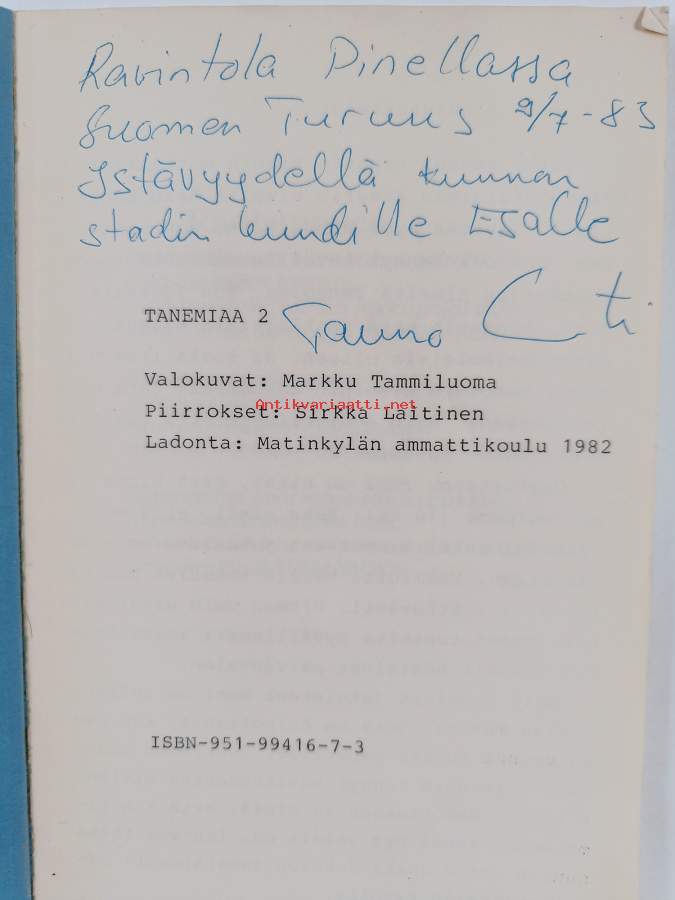 Ravintola Pinellassa
Suomen Turuus 9/7-83
Ystävyydellä kunnon
stadin kundille Esalle
TANEMIAA 2 Tauno
Valokuvat: Markku Tammiluoma
Antikvariaatti.net
Piirrokset: Sirkka Laitinen
Ladonta: Matinkylän ammattikoulu 1982
ISBN-951-99416-7-3